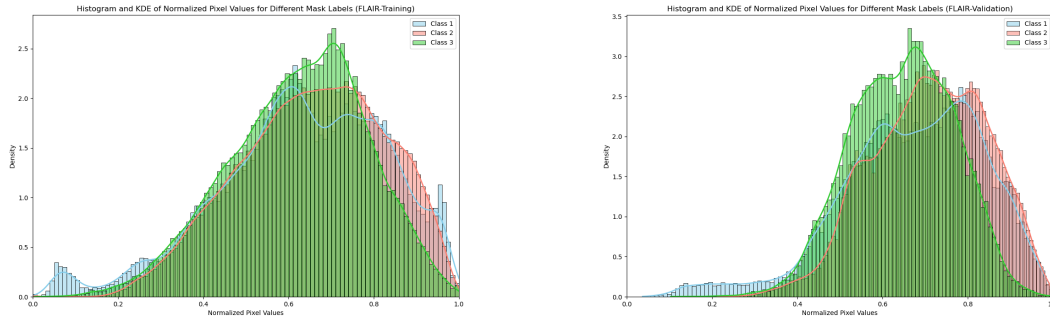 Histogram and KDE of Normalized Pixel Values for Different Mask Labels (FLAIR-Training)
Class 1
Class 2
Class 3
2.5
2.0
1.5
1.0
0.5
0.0
Density
0.0 0.2 0.4 0.6 0.8 1.0
Normalized Pixel Values
Histogram and KDE of Normalized Pixel Values for Different Mask Labels (FLAIR-Validation)
Class 1
Class 2
Class 3
3.5
3.0
2.5
2.0
1.5
1.0
0.5
0.0
Density
0.0 0.2 0.4 0.6 0.8
Normalized Pixel Values